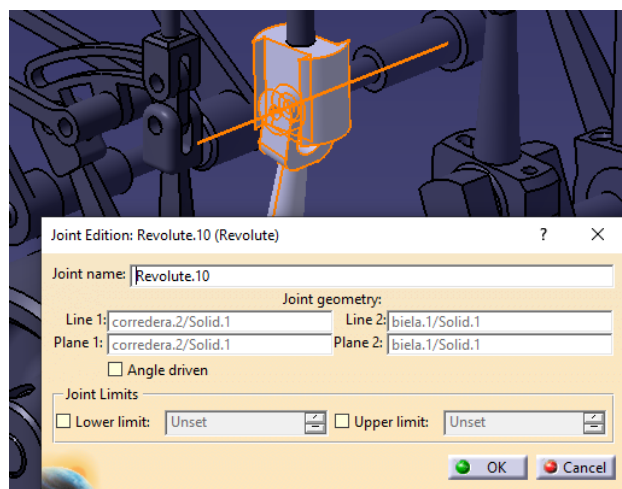 Joint Edition: Revolute.10 (Revolute) ? X
Joint name: Revolute.10
Joint geometry:
Line 1: corredera.2/Solid.1 Line 2: biela.1/Solid.1
Plane 1: corredera.2/Solid.1 Plane 2: biela.1/Solid.1
Angle driven
Joint Limits
Lower limit: Unset Upper limit: Unset
OK Cancel